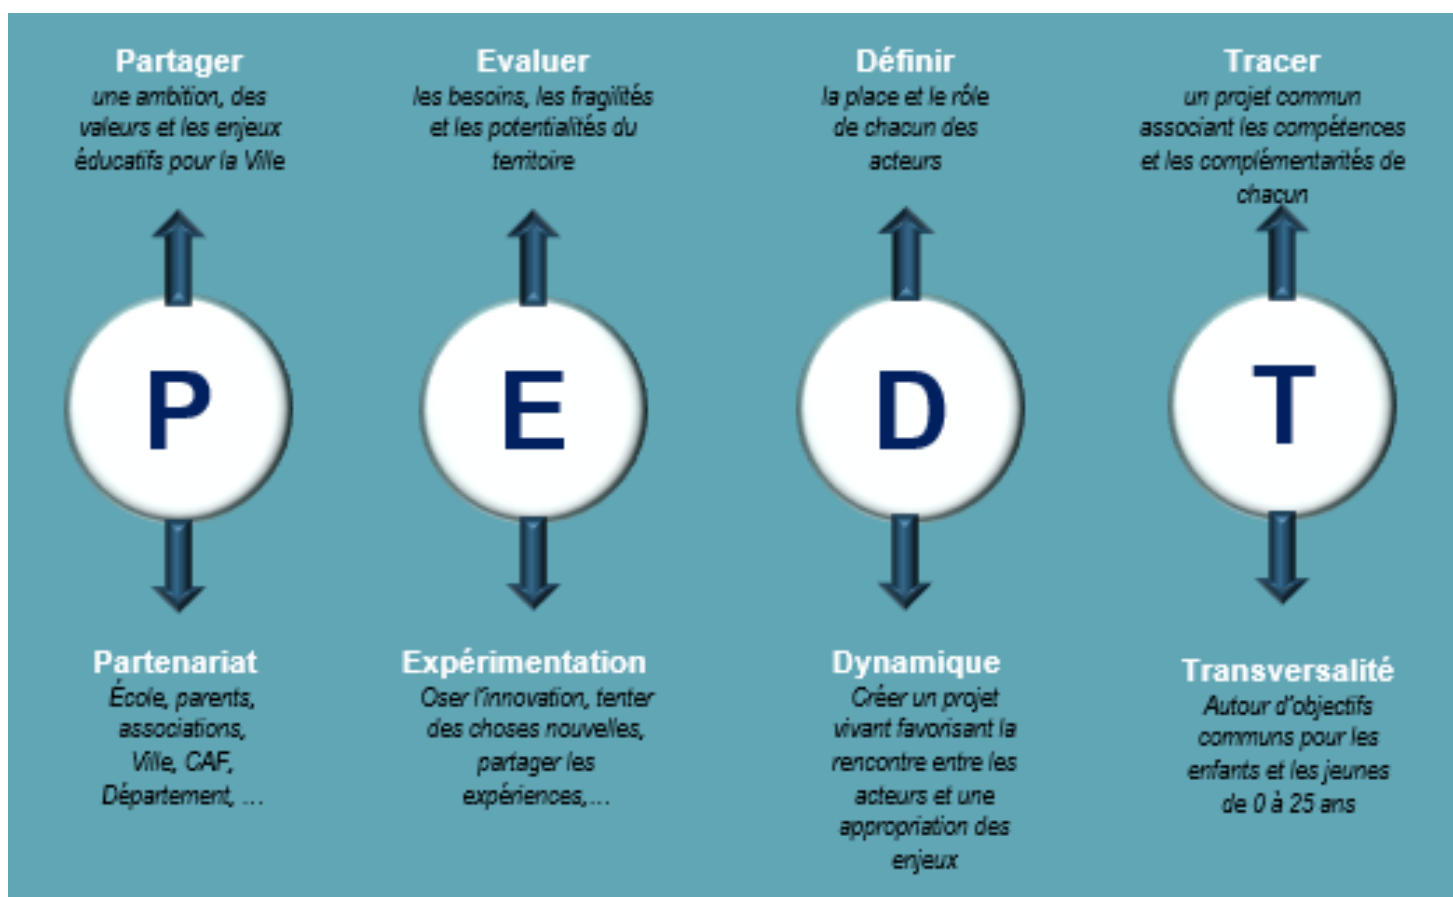 Partager
une ambition, des
valeurs et les enjeux
éducatifs pour la Ville
Evaluer
les besoins, les fragilités
et les potentialités du
territoire
Définir
la place et le rôle
de chacun des
acteurs
Tracer
un projet commun
associant les compétences
et les complémentarités de
chacun
P
E
D
T
Partenariat
École, parents,
associations,
Ville, CAF,
Département, ...
Expérimentation
Oser l'innovation, tenter
des choses nouvelles,
partager les
expériences,...
Dynamique
Créer un projet
vivant favorisant la
rencontre entre les
acteurs et une
appropriation des
enjeux
Transversalité
Autour d'objectifs
communs pour les
enfants et les jeunes
de 0 à 25 ans